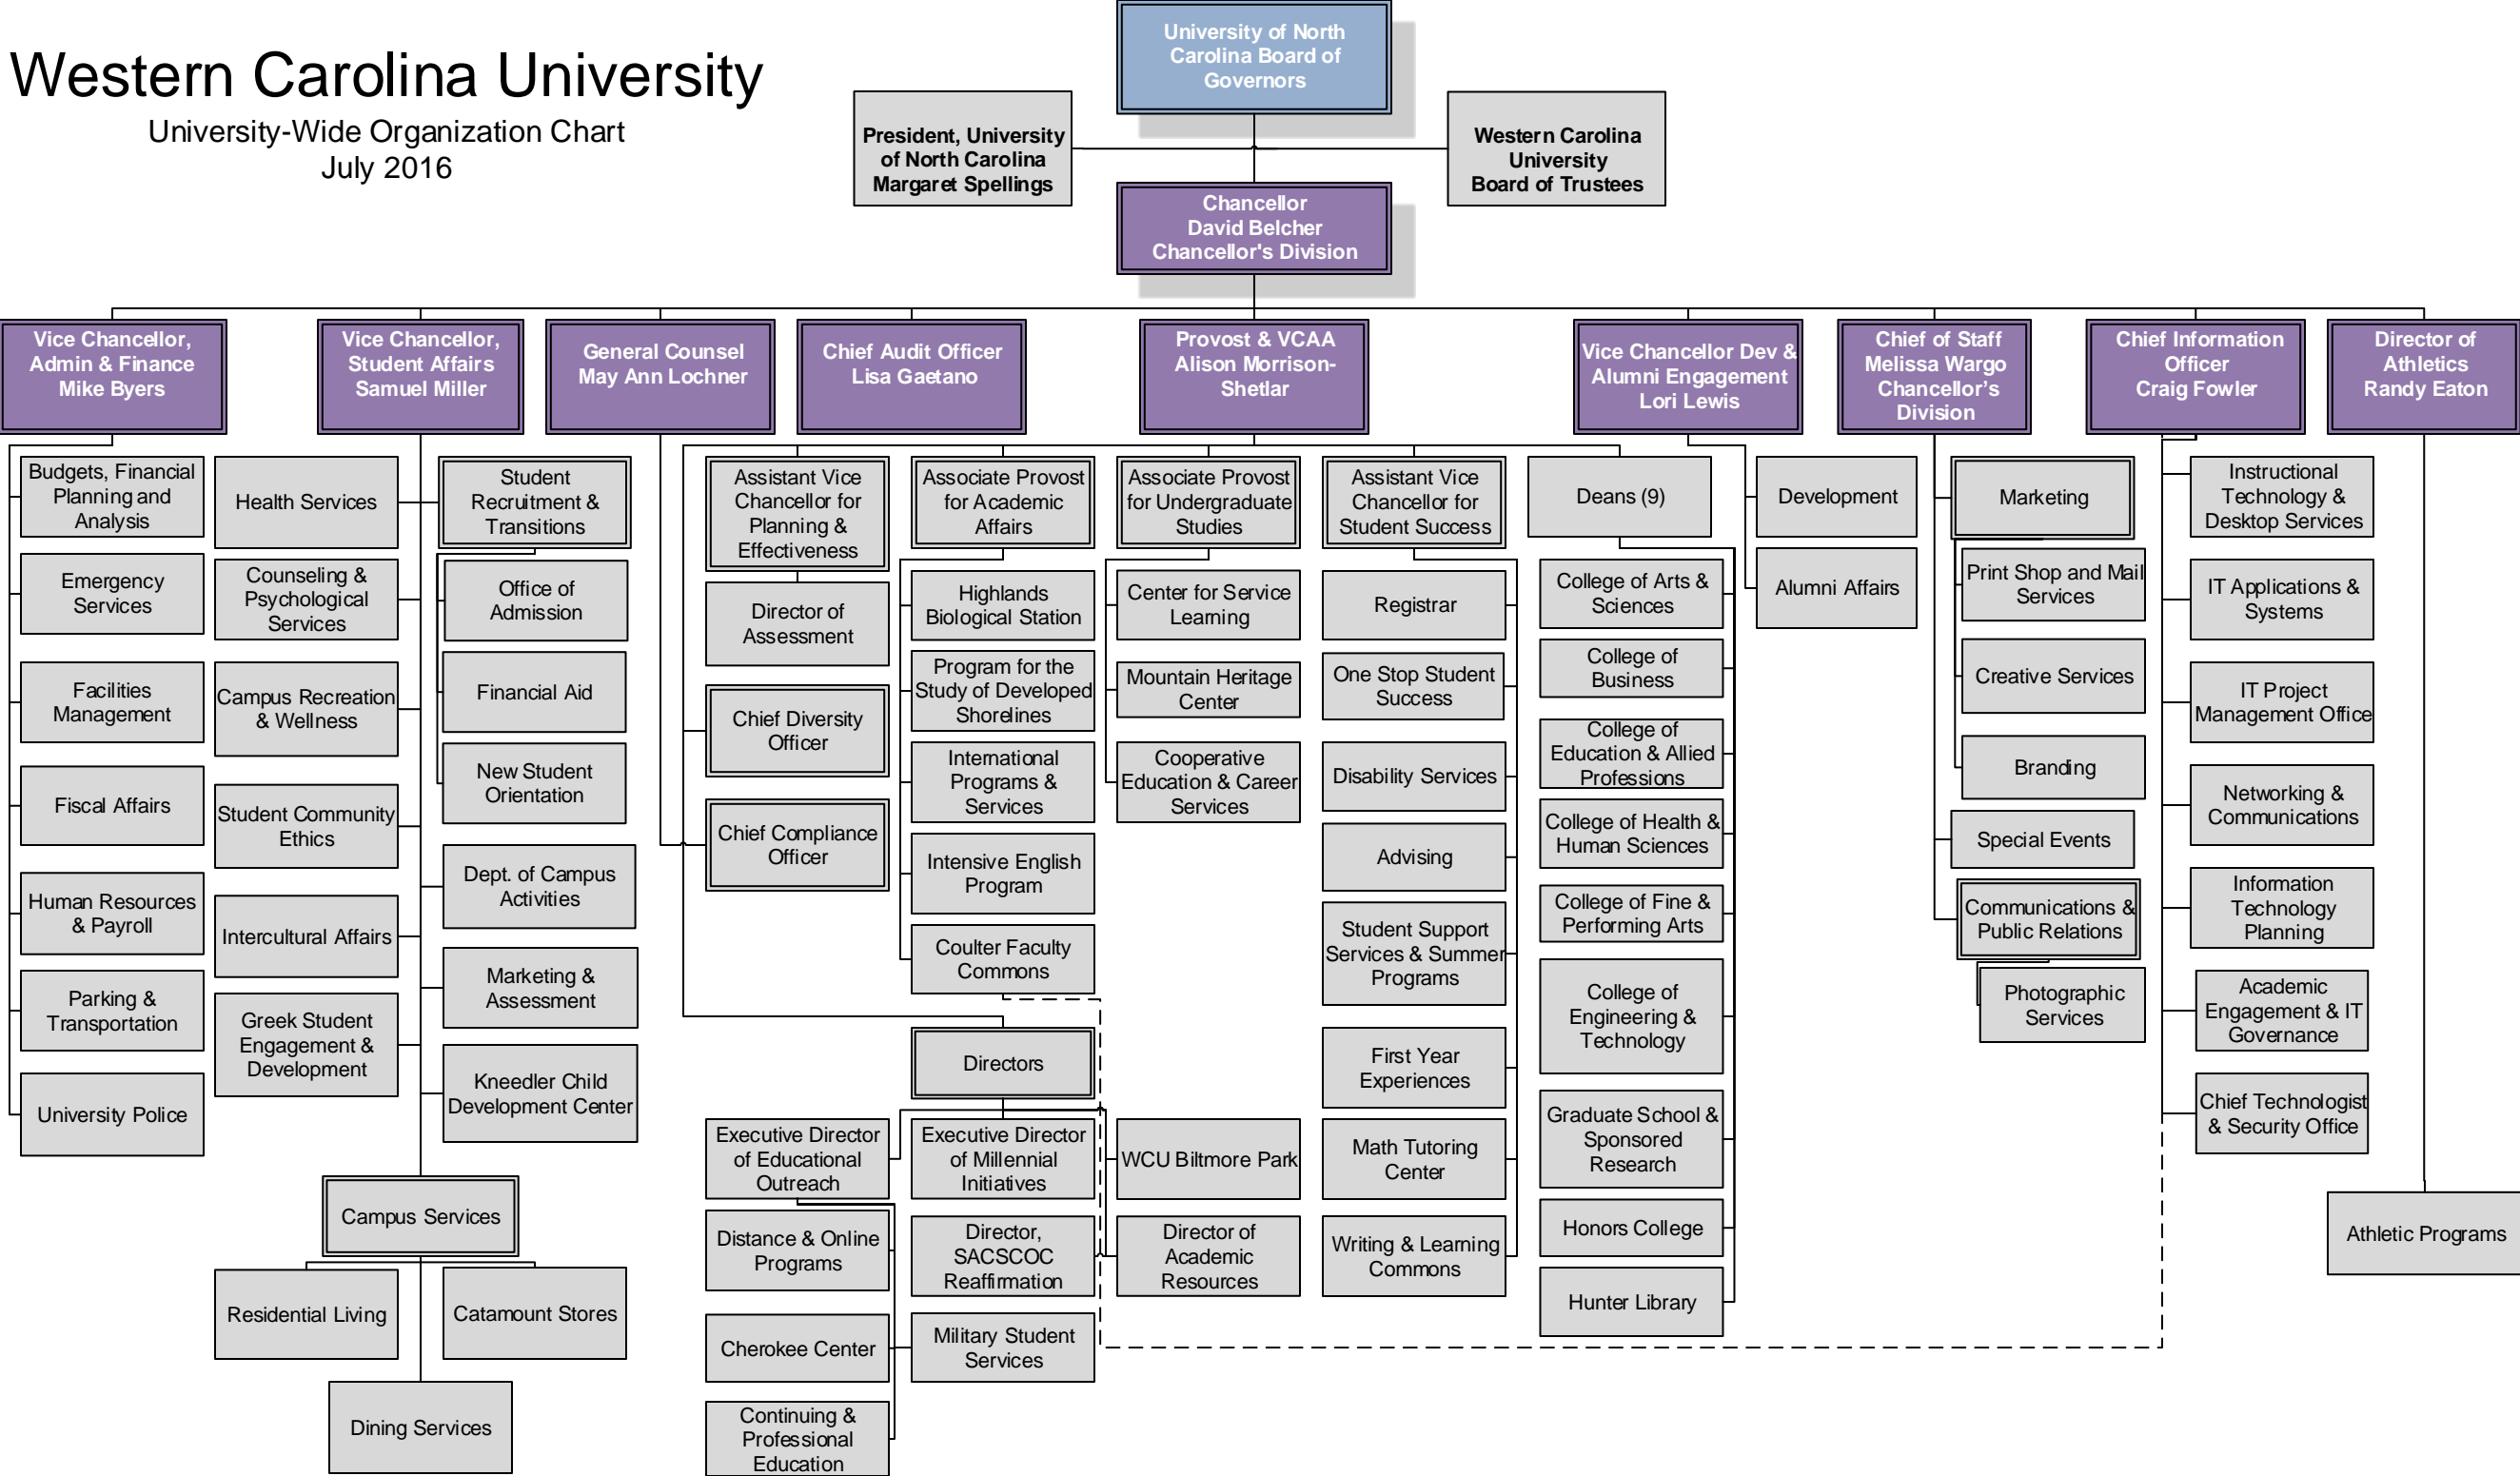 Western Carolina University
University-Wide Organization Chart
July 2016
University of North
Carolina Board of
Governors
President, University
of North Carolina
Margaret Spellings
Western Carolina
University
Board of Trustees
Chancellor
David Belcher
Chancellor's Division
Vice Chancellor,
Admin & Finance
Mike Byers
Vice Chancellor,
Student Affairs
Samuel Miller
General Counsel
May Ann Lochner
Chief Audit Officer
Lisa Gaetano
Provost & VCAA
Alison Morrison-
Shetlar
Vice Chancellor Dev &
Alumni Engagement
Lori Lewis
Chief of Staff
Melissa Wargo
Chancellor’s
Division
Chief Information
Officer
Craig Fowler
Director of
Athletics
Randy Eaton
Budgets, Financial
Planning and
Analysis
Emergency
Services
Facilities
Management
Fiscal Affairs
Human Resources
& Payroll
Parking &
Transportation
University Police
Health Services
Counseling &
Psychological
Services
Campus Recreation
& Wellness
Student Community
Ethics
Intercultural Affairs
Greek Student
Engagement &
Development
Student
Recruitment &
Transitions
Office of
Admission
Financial Aid
New Student
Orientation
Dept. of Campus
Activities
Marketing &
Assessment
Kneedler Child
Development Center
Campus Services
Residential Living
Catamount Stores
Dining Services
Assistant Vice
Chancellor for
Planning &
Effectiveness
Director of
Assessment
Chief Diversity
Officer
Chief Compliance
Officer
Associate Provost
for Academic
Affairs
Highlands
Biological Station
Program for the
Study of Developed
Shorelines
International
Programs &
Services
Intensive English
Program
Coulter Faculty
Commons
Directors
Executive Director
of Educational
Outreach
Distance & Online
Programs
Cherokee Center
Continuing &
Professional
Education
Executive Director
of Millennial
Initiatives
Director,
SACSCOC
Reaffirmation
Military Student
Services
WCU Biltmore Park
Director of
Academic
Resources
Associate Provost
for Undergraduate
Studies
Center for Service
Learning
Mountain Heritage
Center
Cooperative
Education & Career
Services
Assistant Vice
Chancellor for
Student Success
Registrar
One Stop Student
Success
Disability Services
Advising
Student Support
Services & Summer
Programs
First Year
Experiences
Math Tutoring
Center
Writing & Learning
Commons
Deans (9)
College of Arts &
Sciences
College of
Business
College of
Education & Allied
Professions
College of Health &
Human Sciences
College of Fine &
Performing Arts
College of
Engineering &
Technology
Graduate School &
Sponsored
Research
Honors College
Hunter Library
Development
Alumni Affairs
Marketing
Print Shop and Mail
Services
Creative Services
Branding
Special Events
Communications &
Public Relations
Photographic
Services
Instructional
Technology &
Desktop Services
IT Applications &
Systems
IT Project
Management Office
Networking &
Communications
Information
Technology
Planning
Academic
Engagement & IT
Governance
Chief Technologist
& Security Office
Athletic Programs